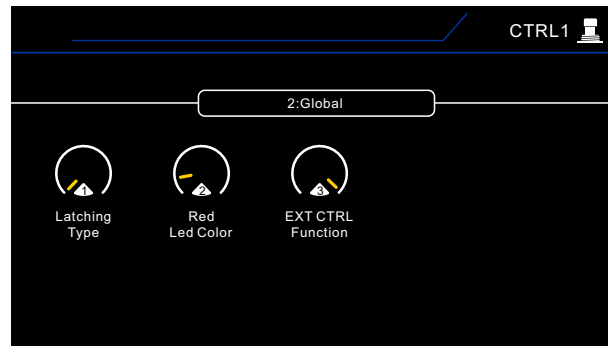 CTRL1
2:Global
1
2
3
Latching
Type
Red
Led Color
EXT CTRL
Function